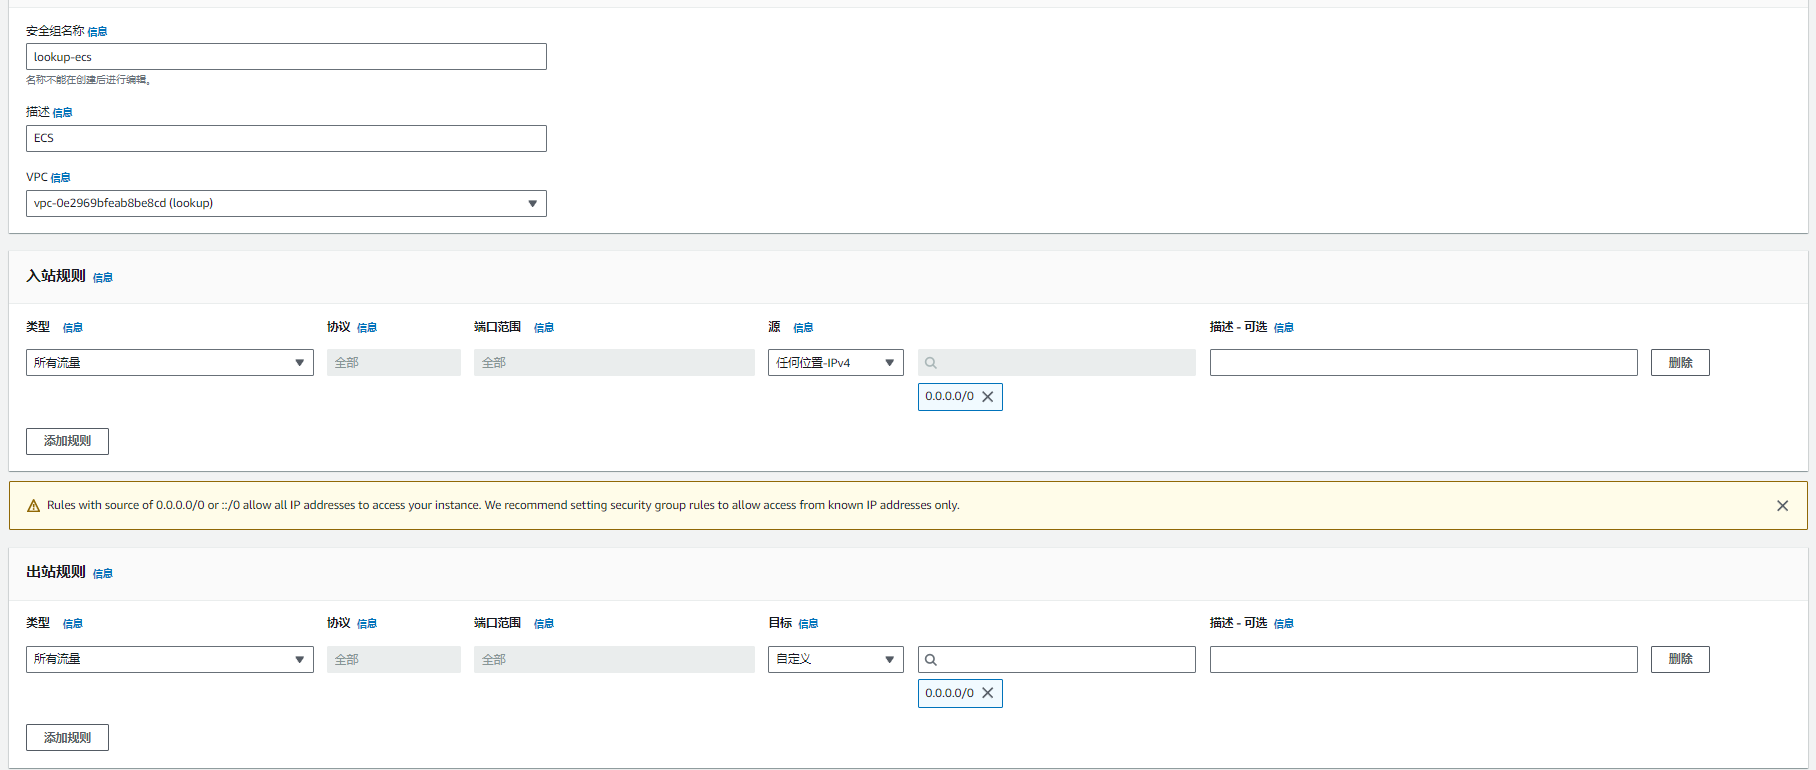 安全组名称 信息
lookup-ecs
名称不能在创建后进行编辑。
描述 信息
ECS
VPC 信息
vpc-0e2969bfeab8be8cd (lookup)
入站规则 信息
类型 信息 协议 信息 端口范围 信息 源 信息 描述 - 可选 信息
所有流量 全部 全部 任何位置-IPv4 删除
0.0.0.0/0
添加规则
Rules with source of 0.0.0.0/0 or ::/0 allow all IP addresses to access your instance. We recommend setting security group rules to allow access from known IP addresses only.
出站规则 信息
类型 信息 协议 信息 端口范围 信息 目标 信息 描述 - 可选 信息
所有流量 全部 全部 自定义 删除
0.0.0.0/0
添加规则